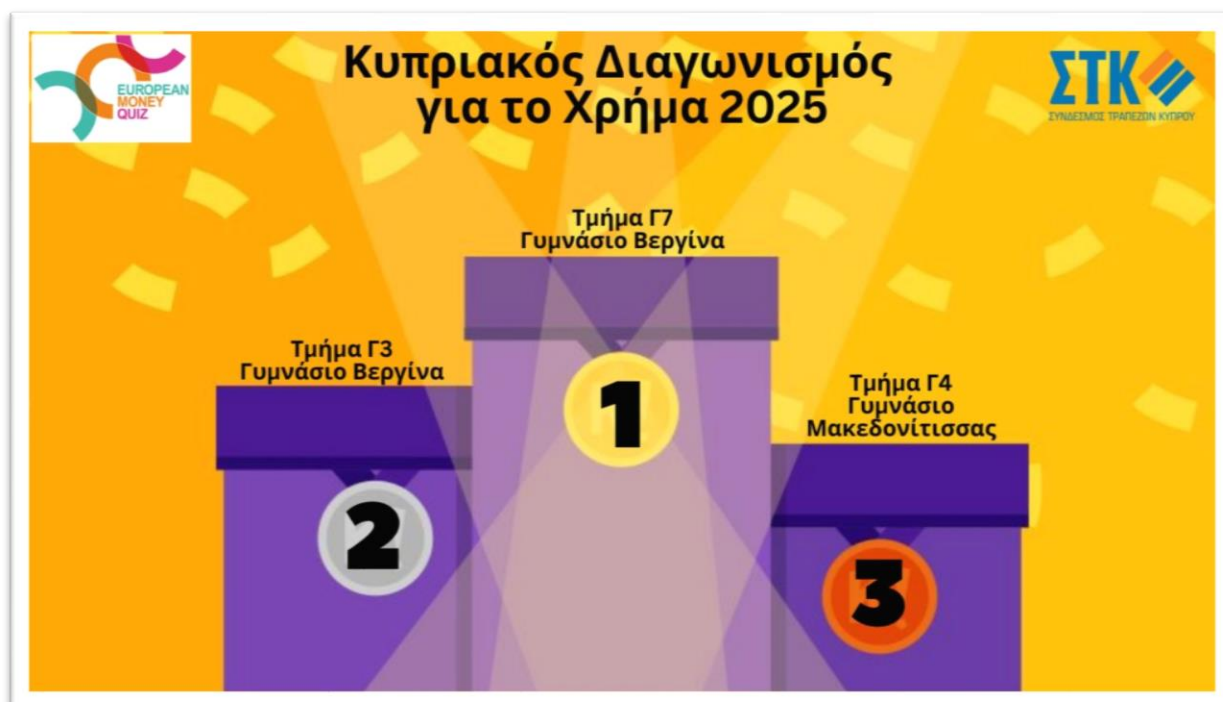 EUROPEAN
MONEY
QUIZ
Κυπριακός Διαγωνισμός
για το Χρήμα 2025
ΣΤΚ
ΣΥΝΔΕΣΜΟΣ ΤΡΑΠΕΖΩΝ ΚΥΠΡΟΥ
Τμήμα Γ7
Γυμνάσιο Βεργίνα
Τμήμα Γ3
Γυμνάσιο Βεργίνα
Τμήμα Γ4
Γυμνάσιο
Μακεδονίτισσας
1
2
3